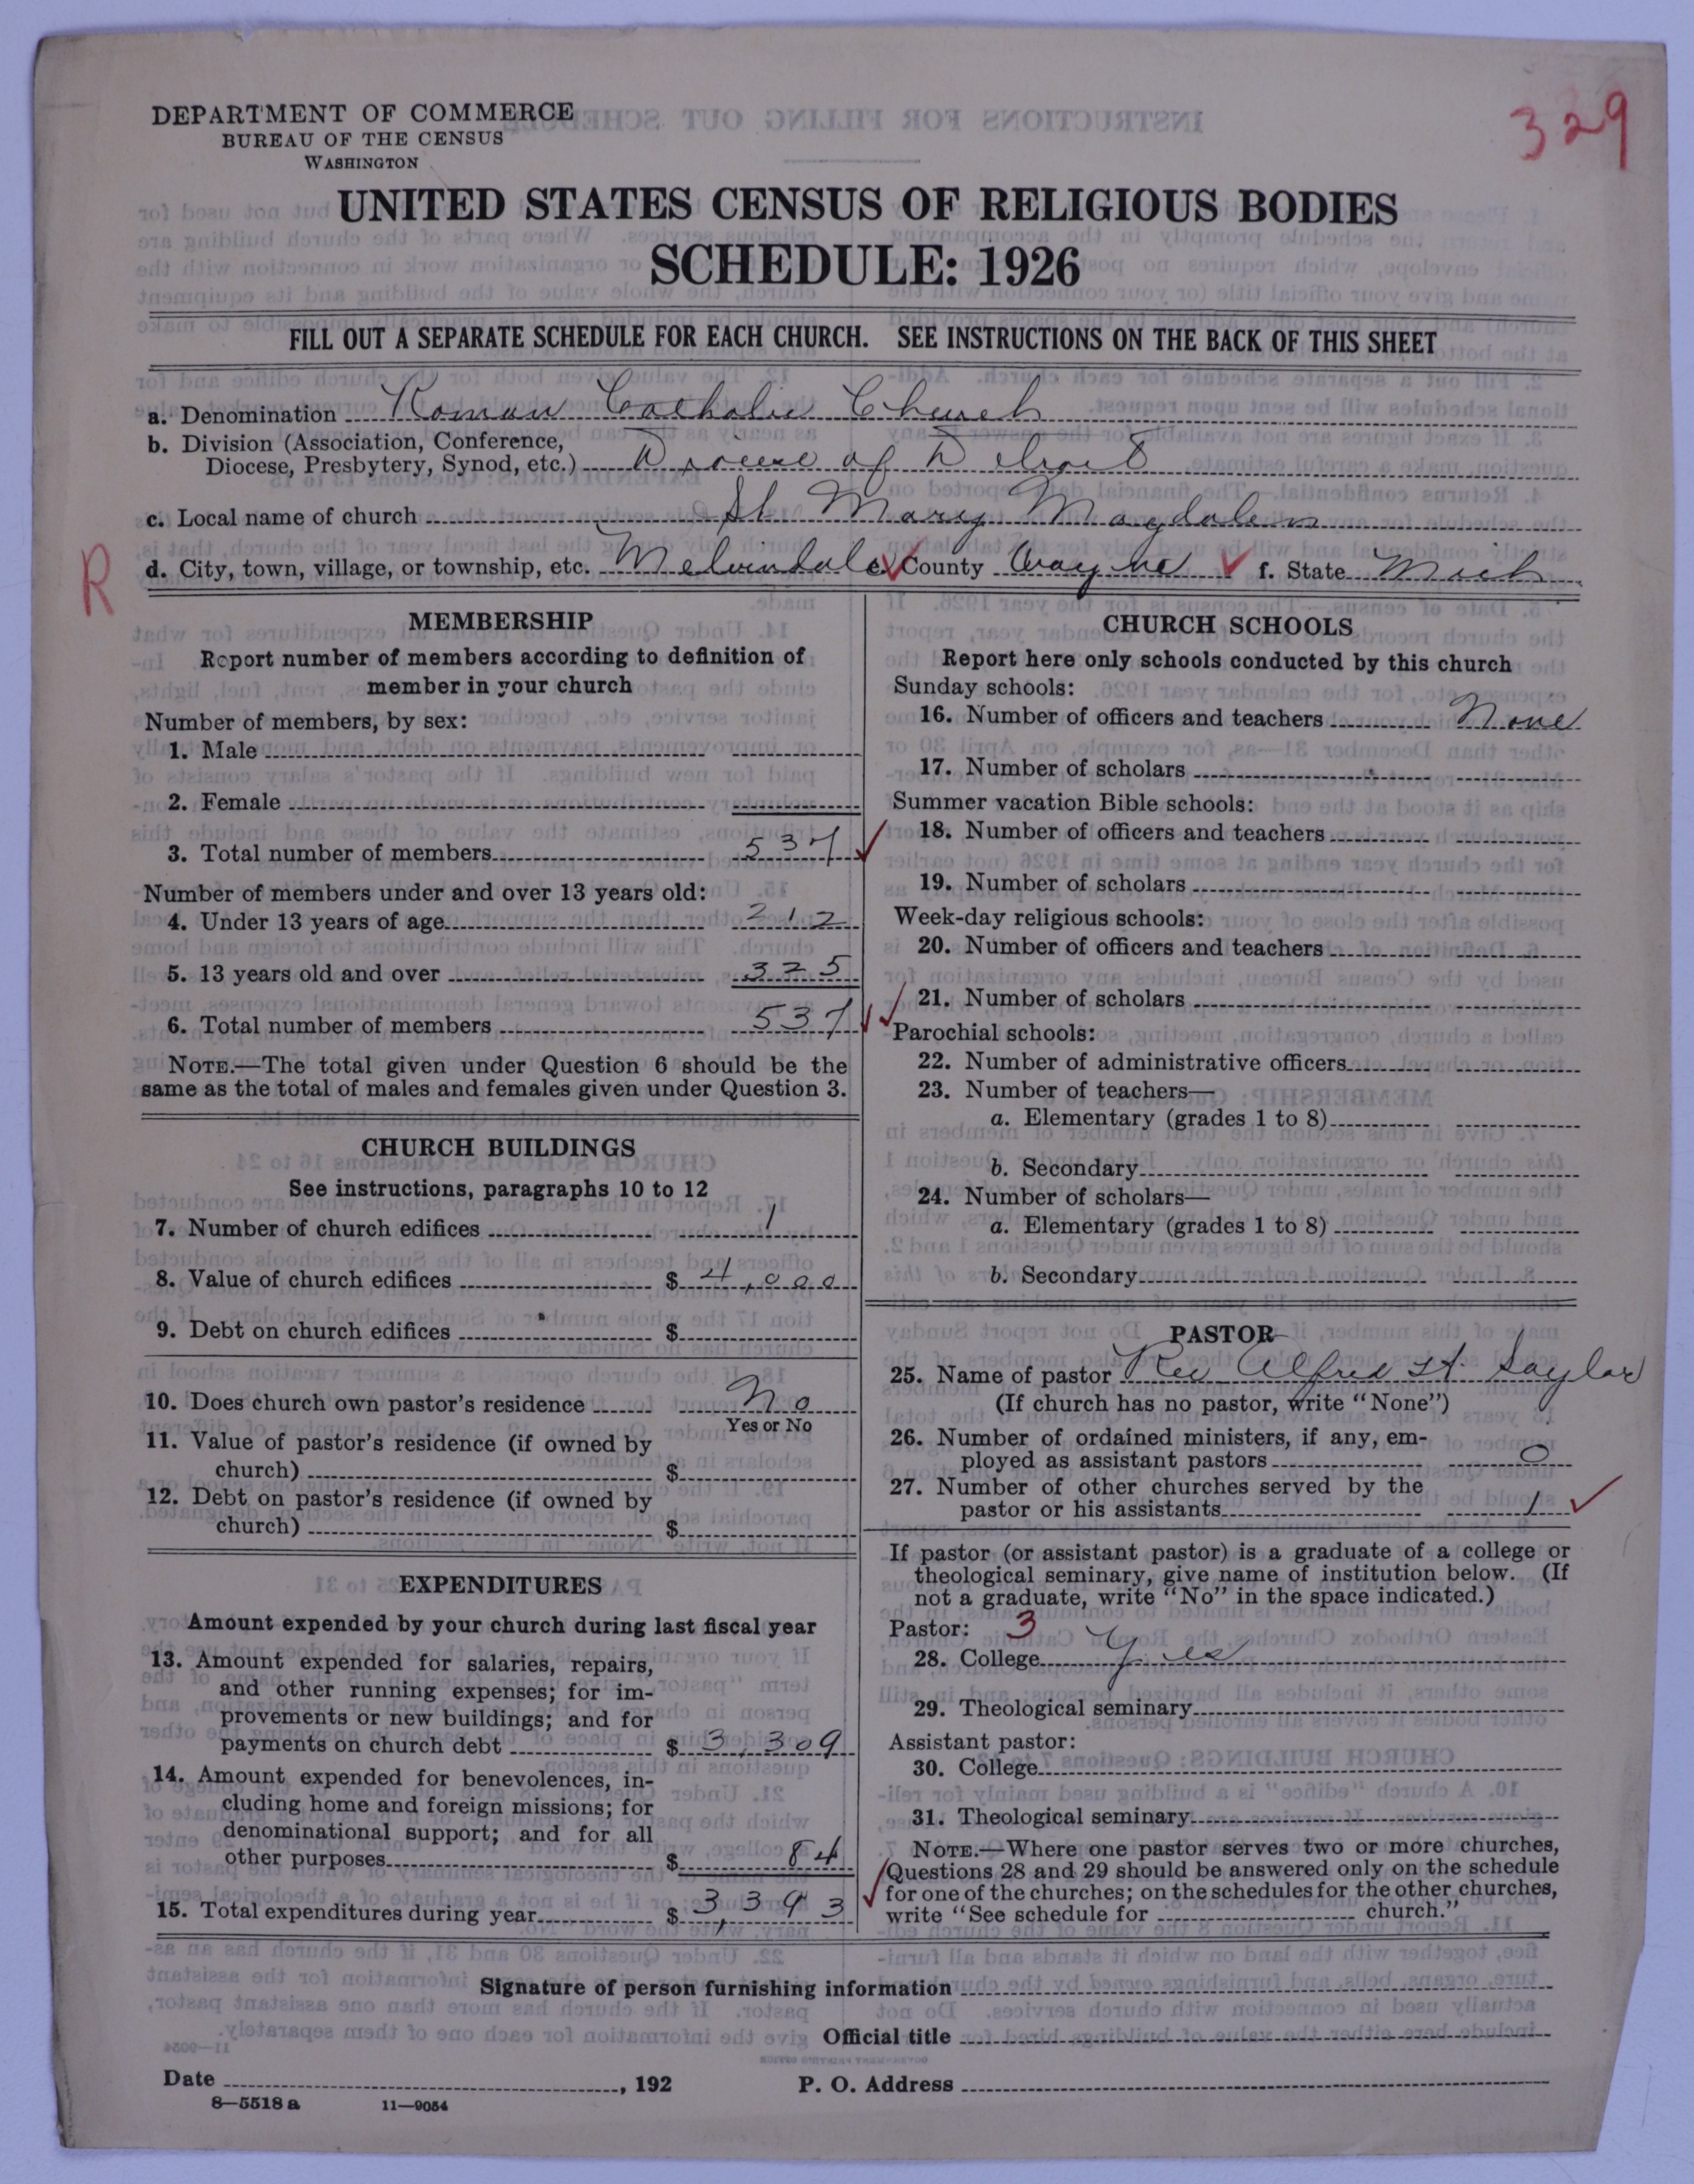 329
DEPARTMENT OF COMMERCE
BUREAU OF THE CENSUS
WASHINGTON
UNITED STATES CENSUS OF RELIGIOUS BODIES
SCHEDULE: 1926
FILL OUT A SEPARATE SCHEDULE FOR EACH CHURCH. SEE INSTRUCTIONS ON THE BACK OF THIS SHEET
a. Denomination Roman Catholic Church
b. Division (Association, Conference,
Diocese, Presbytery, Synod, etc.) Diocese of Detroit
c. Local name of church St. Mary Magdalen
R
d. City, town, village, or township, etc. Melvindale e. County Wayne f. State Mich
MEMBERSHIP
Report number of members according to definition of
member in your church
Number of members, by sex:
1. Male
2. Female
3. Total number of members 537
Number of members under and over 13 years old:
4. Under 13 years of age 212
5. 13 years old and over 325
6. Total number of members 537
NOTE.—The total given under Question 6 should be the
same as the total of males and females given under Question 3.
CHURCH BUILDINGS
See instructions, paragraphs 10 to 12
7. Number of church edifices 1
8. Value of church edifices $ 4,000
9. Debt on church edifices $
10. Does church own pastor's residence No
Yes or No
11. Value of pastor's residence (if owned by
church) $
12. Debt on pastor's residence (if owned by
church) $
EXPENDITURES
Amount expended by your church during last fiscal year
13. Amount expended for salaries, repairs,
and other running expenses; for im-
provements or new buildings; and for
payments on church debt $ 3,309
14. Amount expended for benevolences, in-
cluding home and foreign missions; for
denominational support; and for all
other purposes $ 84
15. Total expenditures during year $ 3,393
CHURCH SCHOOLS
Report here only schools conducted by this church
Sunday schools:
16. Number of officers and teachers None
17. Number of scholars
Summer vacation Bible schools:
18. Number of officers and teachers
19. Number of scholars
Week-day religious schools:
20. Number of officers and teachers
21. Number of scholars
Parochial schools:
22. Number of administrative officers
23. Number of teachers—
a. Elementary (grades 1 to 8)
b. Secondary
24. Number of scholars—
a. Elementary (grades 1 to 8)
b. Secondary
PASTOR
25. Name of pastor Rev Alfred
(If church has no pastor, write "None")
26. Number of ordained ministers, if any, em-
ployed as assistant pastors 0
27. Number of other churches served by the
pastor or his assistants 1
If pastor (or assistant pastor) is a graduate of a college or
theological seminary, give name of institution below. (If
not a graduate, write "No" in the space indicated.)
Pastor: 3
28. College Yes
29. Theological seminary
Assistant pastor:
30. College
31. Theological seminary
NOTE.—Where one pastor serves two or more churches,
Questions 28 and 29 should be answered only on the schedule
for one of the churches; on the schedules for the other churches,
write "See schedule for church."
Signature of person furnishing information
Official title
Date , 192 P. O. Address
8—5518 a 11—9054